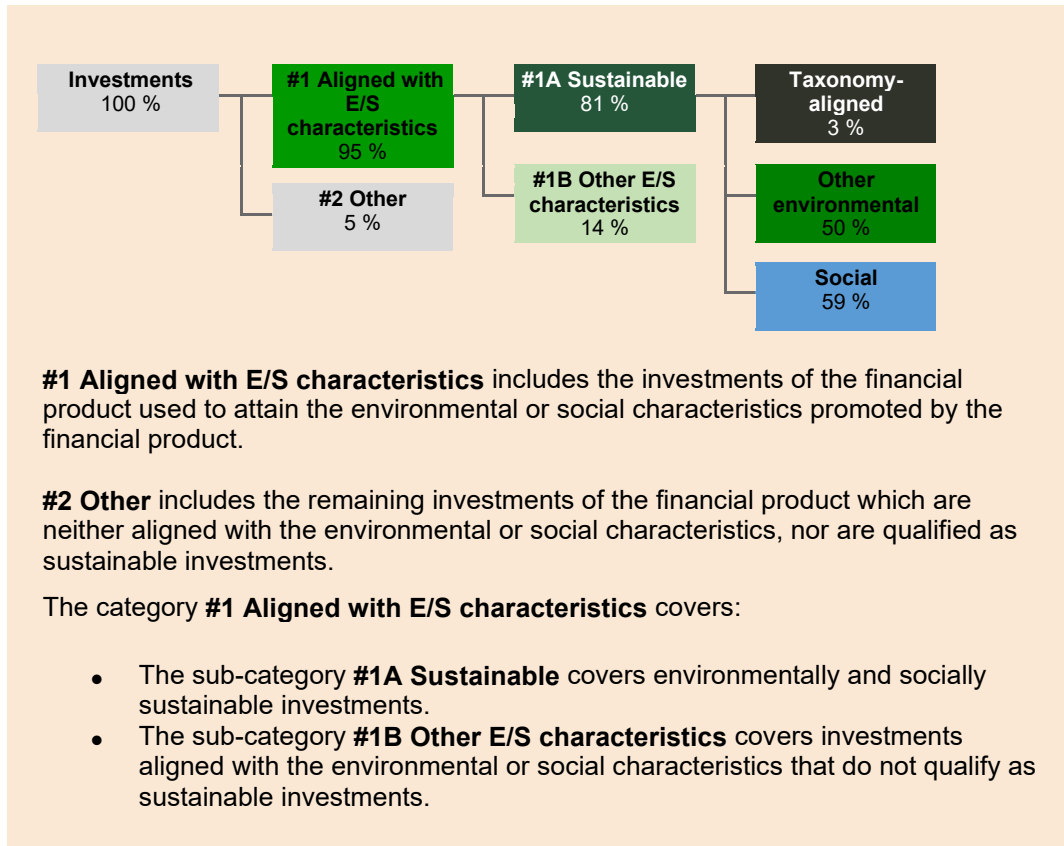 Investments
100 %
#1 Aligned with
E/S
characteristics
95 %
#2 Other
5 %
#1A Sustainable
81 %
#1B Other E/S
characteristics
14 %
Taxonomy-
aligned
3 %
Other
environmental
50 %
Social
59 %
#1 Aligned with E/S characteristics includes the investments of the financial
product used to attain the environmental or social characteristics promoted by the
financial product.
#2 Other includes the remaining investments of the financial product which are
neither aligned with the environmental or social characteristics, nor are qualified as
sustainable investments.
The category #1 Aligned with E/S characteristics covers:
● The sub-category #1A Sustainable covers environmentally and socially
sustainable investments.
● The sub-category #1B Other E/S characteristics covers investments
aligned with the environmental or social characteristics that do not qualify as
sustainable investments.